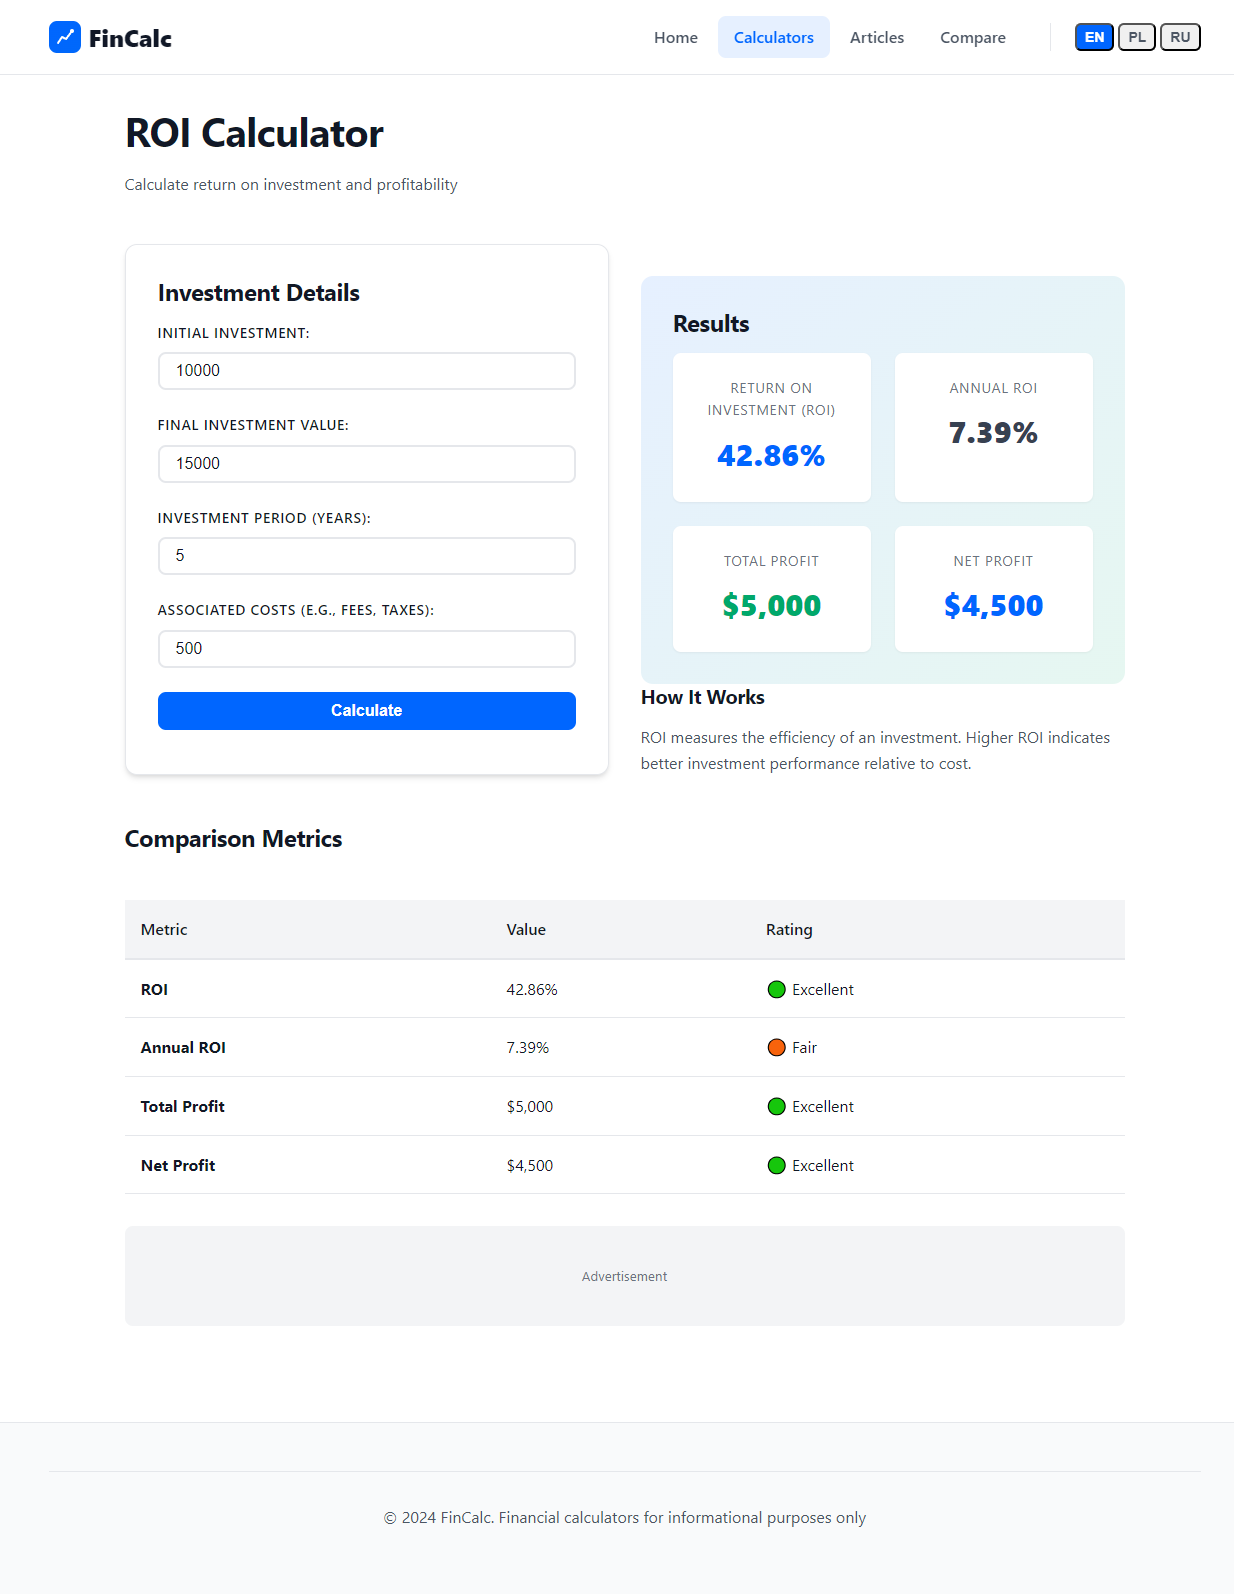 FinCalc
Home
Calculators
Articles
Compare
EN
PL
RU
ROI Calculator
Calculate return on investment and profitability
Investment Details
INITIAL INVESTMENT:
10000
FINAL INVESTMENT VALUE:
15000
INVESTMENT PERIOD (YEARS):
5
ASSOCIATED COSTS (E.G., FEES, TAXES):
500
Calculate
Results
RETURN ON
INVESTMENT (ROI)
42.86%
ANNUAL ROI
7.39%
TOTAL PROFIT
$5,000
NET PROFIT
$4,500
How It Works
ROI measures the efficiency of an investment. Higher ROI indicates
better investment performance relative to cost.
Comparison Metrics
Metric Value Rating
ROI 42.86% Excellent
Annual ROI 7.39% Fair
Total Profit $5,000 Excellent
Net Profit $4,500 Excellent
Advertisement
© 2024 FinCalc. Financial calculators for informational purposes only